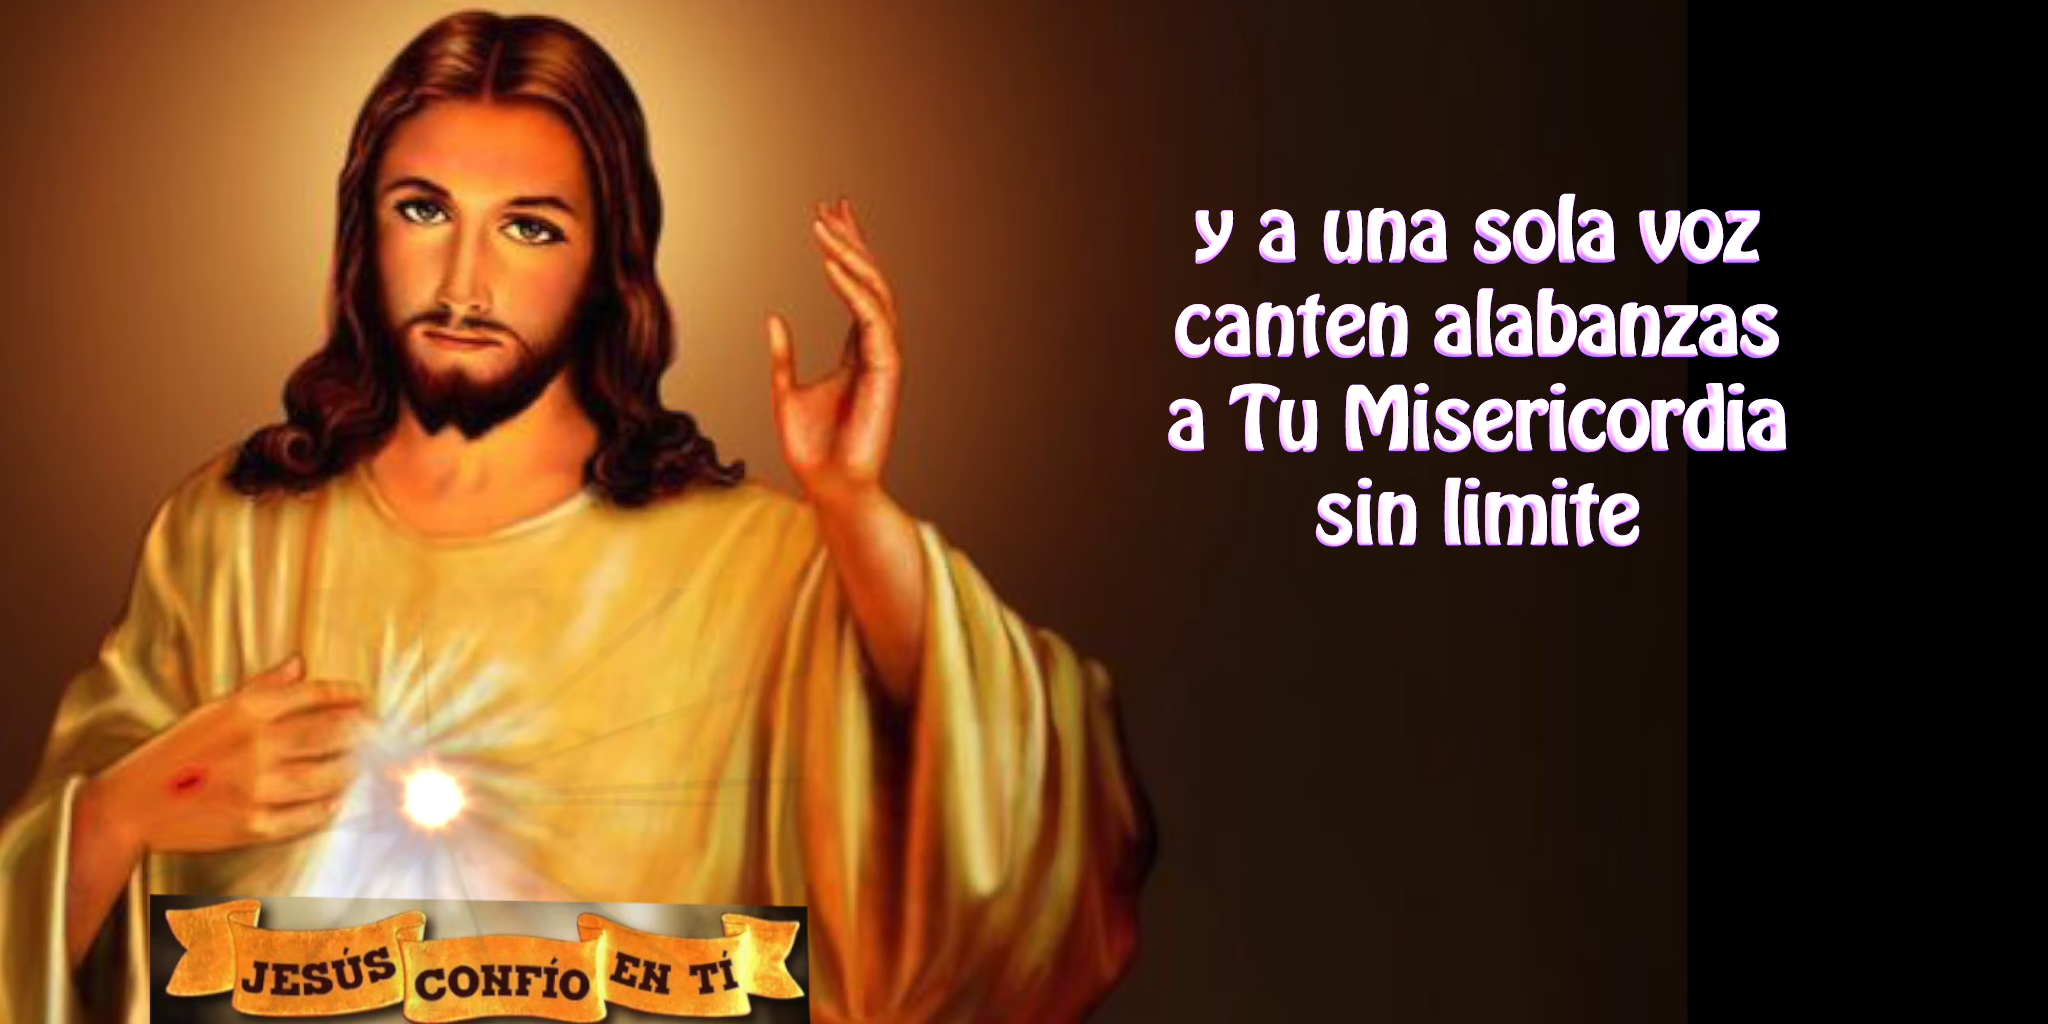 y a una sola voz
canten alabanzas
a Tu Misericordia
sin limite
JESÚS CONFÍO EN TÍ